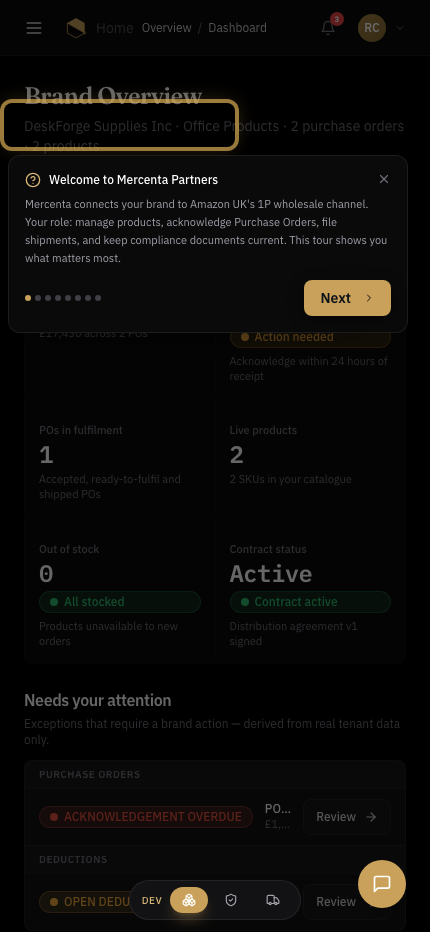 Home Overview / Dashboard 3 RC
Brand Overview
DeskForge Supplies Inc · Office Products · 2 purchase orders
· 2 products
Welcome to Mercenta Partners
Mercenta connects your brand to Amazon UK's 1P wholesale channel.
Your role: manage products, acknowledge Purchase Orders, file
shipments, and keep compliance documents current. This tour shows you
what matters most.
Next
£17,430 across 2 POs
Action needed
Acknowledge within 24 hours of
receipt
POs in fulfilment
1
Accepted, ready-to-fulfil and
shipped POs
Live products
2
2 SKUs in your catalogue
Out of stock
0
All stocked
Products unavailable to new
orders
Contract status
Active
Contract active
Distribution agreement v1
signed
Needs your attention
Exceptions that require a brand action — derived from real tenant data
only.
PURCHASE ORDERS
ACKNOWLEDGEMENT OVERDUE PO... Review
£1,...
DEDUCTIONS
OPEN DEDU Review
DEV